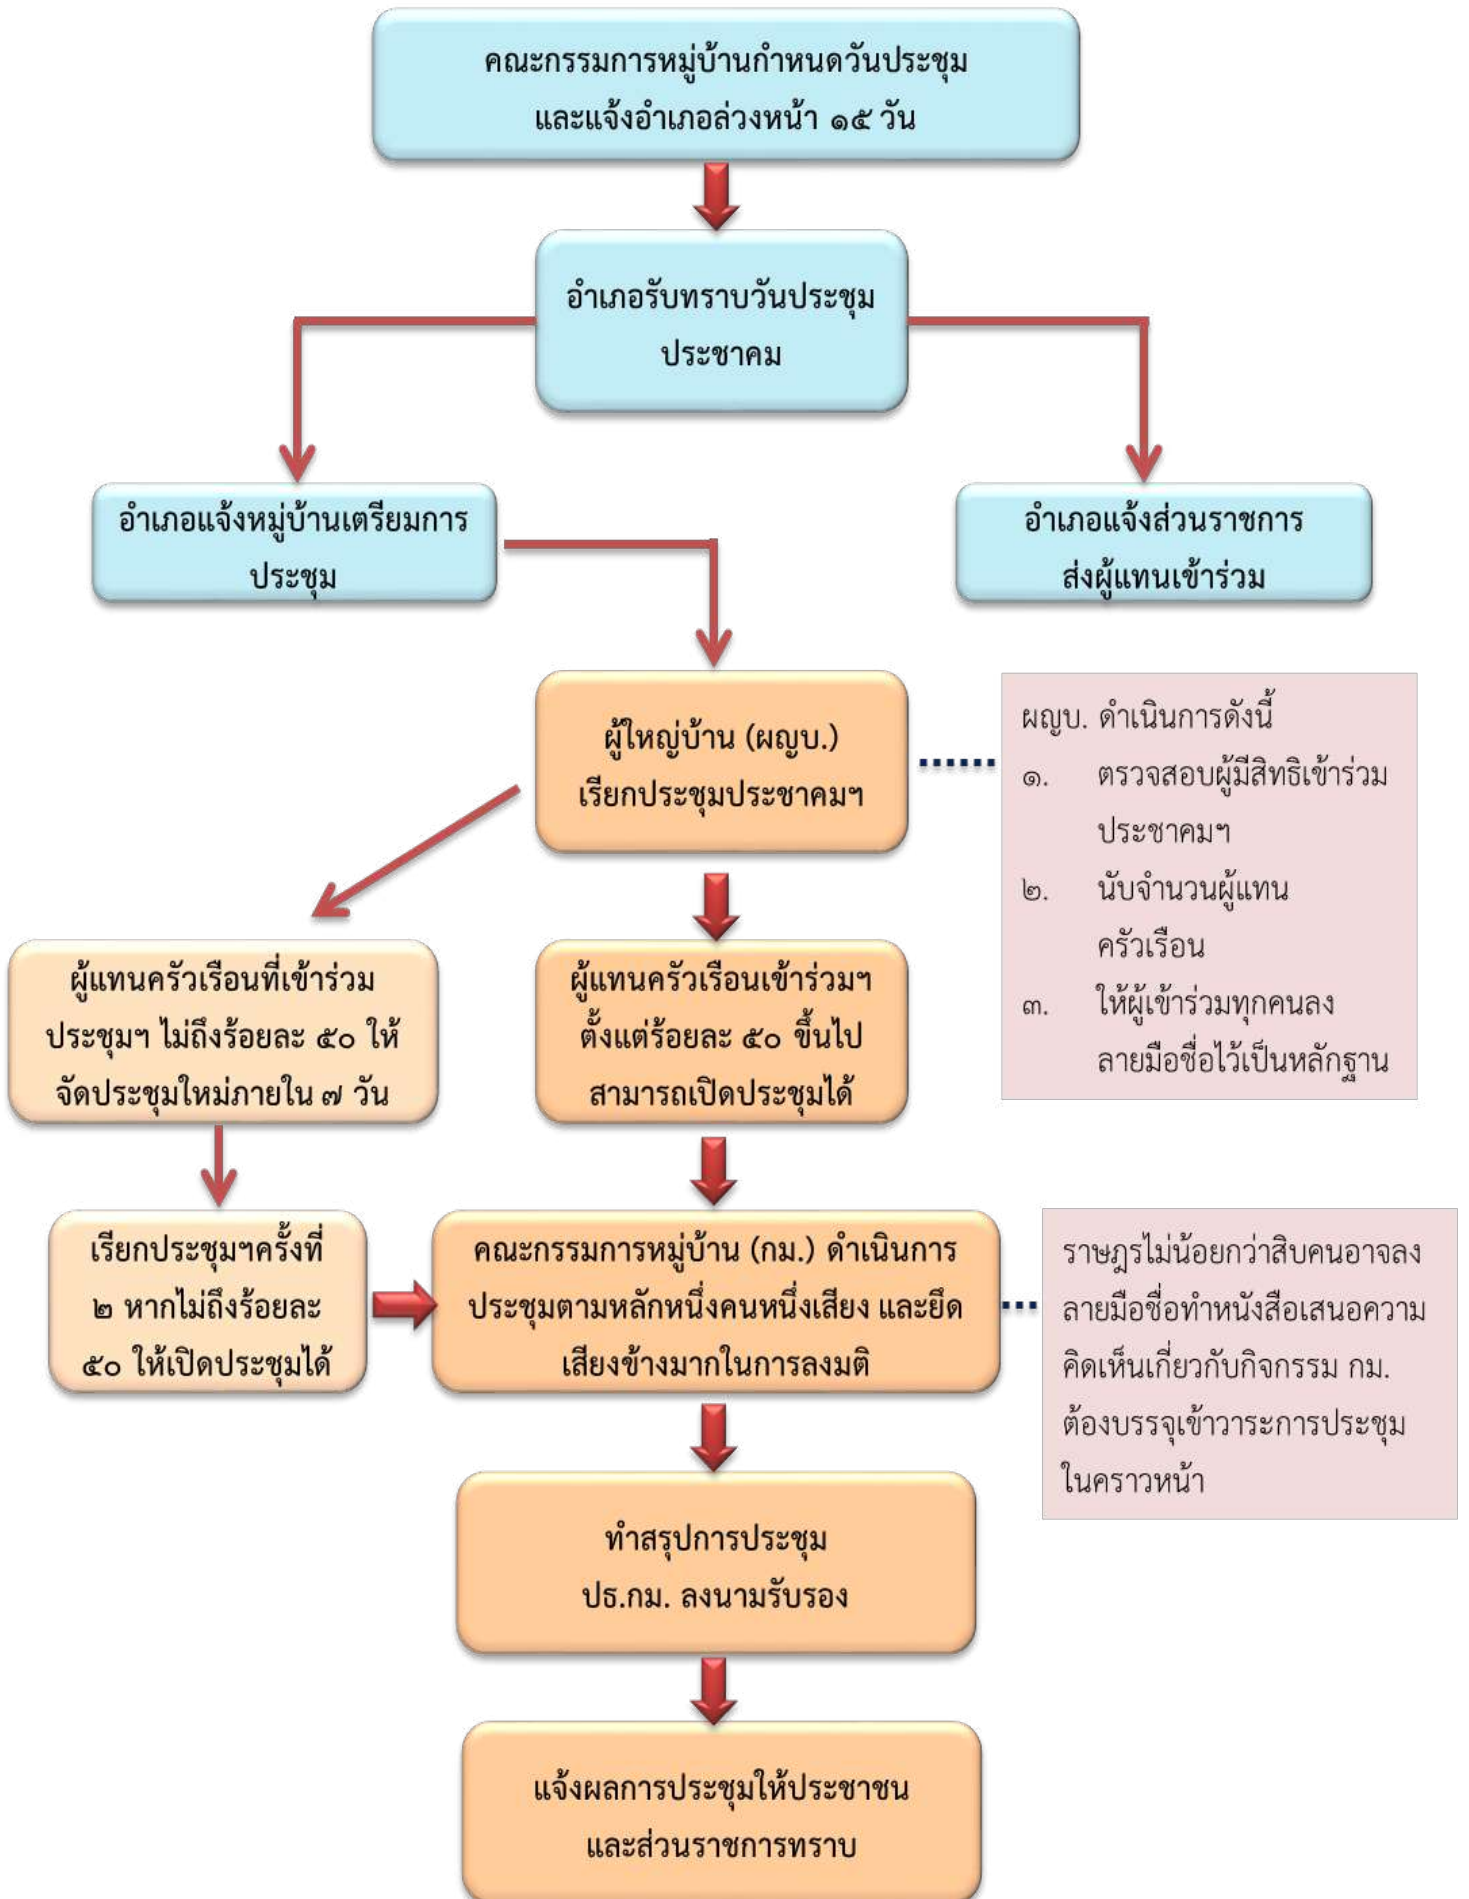 คณะกรรมการหมู่บ้านกำหนดวันประชุม
และแจ้งอำเภอล่วงหน้า ๑๕ วัน
อำเภอรับทราบวันประชุม
ประชาคม
อำเภอแจ้งหมู่บ้านเตรียมการ
ประชุม
อำเภอแจ้งส่วนราชการ
ส่งผู้แทนเข้าร่วม
ผู้ใหญ่บ้าน (ผญบ.)
เรียกประชุมประชาคมฯ
ผญบ. ดำเนินการดังนี้
๑. ตรวจสอบผู้มีสิทธิเข้าร่วม
ประชาคมฯ
๒. นับจำนวนผู้แทน
ครัวเรือน
๓. ให้ผู้เข้าร่วมทุกคนลง
ลายมือชื่อไว้เป็นหลักฐาน
ผู้แทนครัวเรือนที่เข้าร่วม
ประชุมฯ ไม่ถึงร้อยละ ๕๐ ให้
จัดประชุมใหม่ภายใน ๗ วัน
ผู้แทนครัวเรือนเข้าร่วมฯ
ตั้งแต่ร้อยละ ๕๐ ขึ้นไป
สามารถเปิดประชุมได้
เรียกประชุมฯครั้งที่
๒ หากไม่ถึงร้อยละ
๕๐ ให้เปิดประชุมได้
คณะกรรมการหมู่บ้าน (กม.) ดำเนินการ
ประชุมตามหลักหนึ่งคนหนึ่งเสียง และยึด
เสียงข้างมากในการลงมติ
ราษฎรไม่น้อยกว่าสิบคนอาจลง
ลายมือชื่อทำหนังสือเสนอความ
คิดเห็นเกี่ยวกับกิจกรรม กม.
ต้องบรรจุเข้าวาระการประชุม
ในคราวหน้า
ทำสรุปการประชุม
ปธ.กม. ลงนามรับรอง
แจ้งผลการประชุมให้ประชาชน
และส่วนราชการทราบ